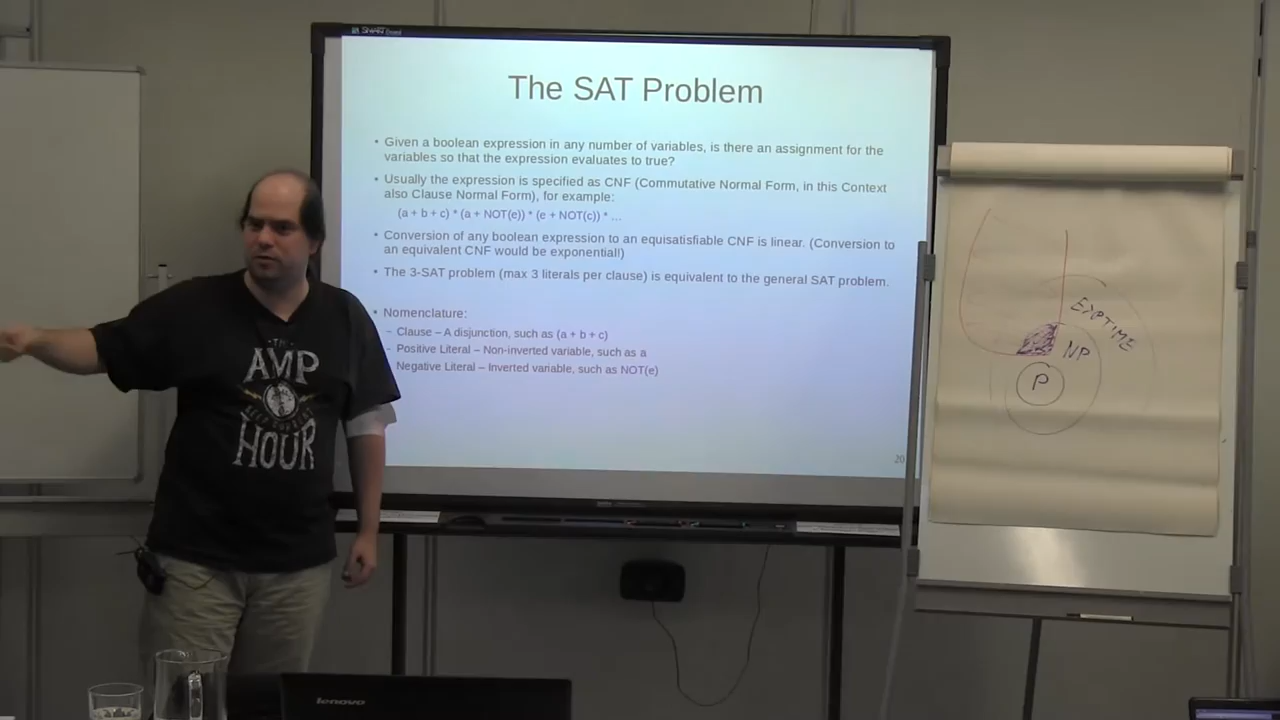 The SAT Problem
• Given a boolean expression in any number of variables, is there an assignment for the
variables so that the expression evaluates to true?
• Usually the expression is specified as CNF (Commutative Normal Form, in this Context
also Clause Normal Form), for example:
(a + b + c) * (a + NOT(e)) * (e + NOT(c)) * ...
• Conversion of any boolean expression to an equisatisfiable CNF is linear. (Conversion to
an equivalent CNF would be exponential!)
• The 3-SAT problem (max 3 literals per clause) is equivalent to the general SAT problem.
• Nomenclature:
– Clause – A disjunction, such as (a + b + c)
– Positive Literal – Non-inverted variable, such as a
Negative Literal – Inverted variable, such as NOT(e)
20
EXPTIME
NP
P
THE
AMP
HOUR
lenovo